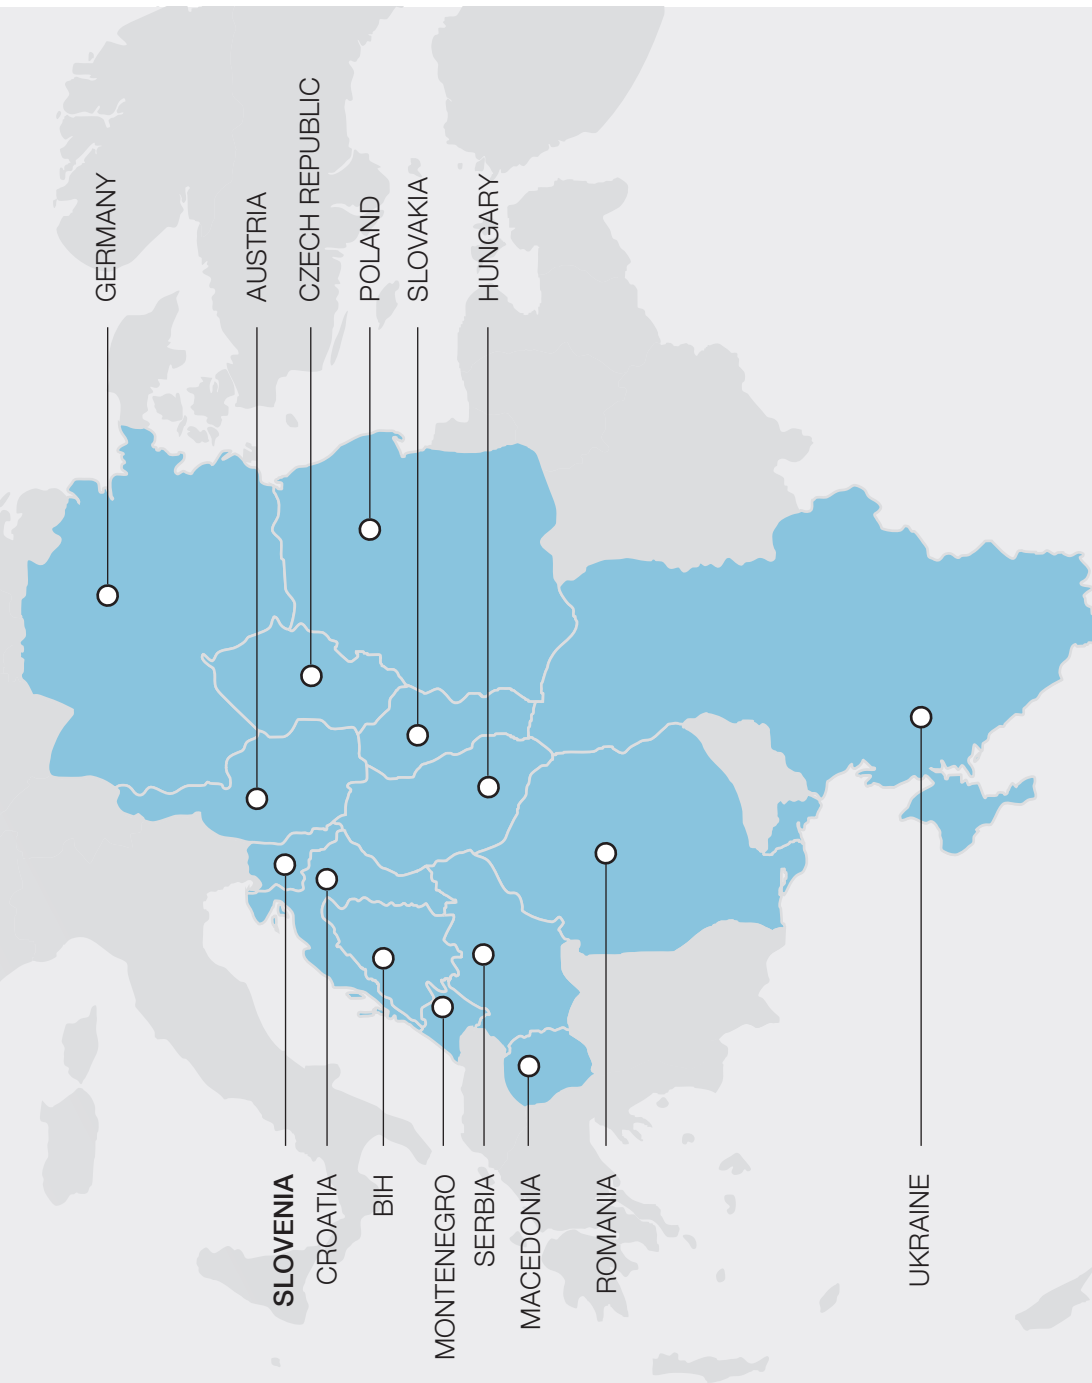 GERMANY
AUSTRIA
CZECH REPUBLIC
POLAND
SLOVAKIA
HUNGARY
SLOVENIA
CROATIA
BIH
MONTENEGRO
SERBIA
MACEDONIA
ROMANIA
UKRAINE